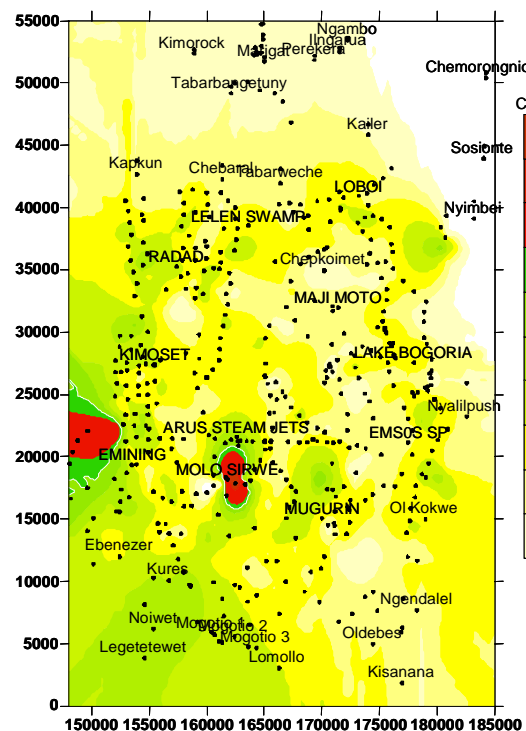 55000
Ngambo
Kimorock
Ilngarua
Marigat
Perekera
50000
Tabarbangetuny
Chemorongnio
45000
Kailer
Sosionte
Kapkun
Chebaral
Tabarweche
LOBOI
40000
LELEN SWAMP
Nyimbei
35000
RADAD
Chepkoimet
MAJI MOTO
30000
KIMOSET
LAKE BOGORIA
25000
Nyalilpush
ARUS STEAM JETS
EMS0S SP
20000
EMINING
MOLO SIRWE
15000
MUGURIN
Ol Kokwe
Ebenezer
10000
Kures
Ngendalel
Noiwet
Mogotio 1
Mogotio 2
Mogotio 3
Oldebes
5000
Legetetewet
Lomollo
Kisanana
0
150000 155000 160000 165000 170000 175000 180000 185000
C